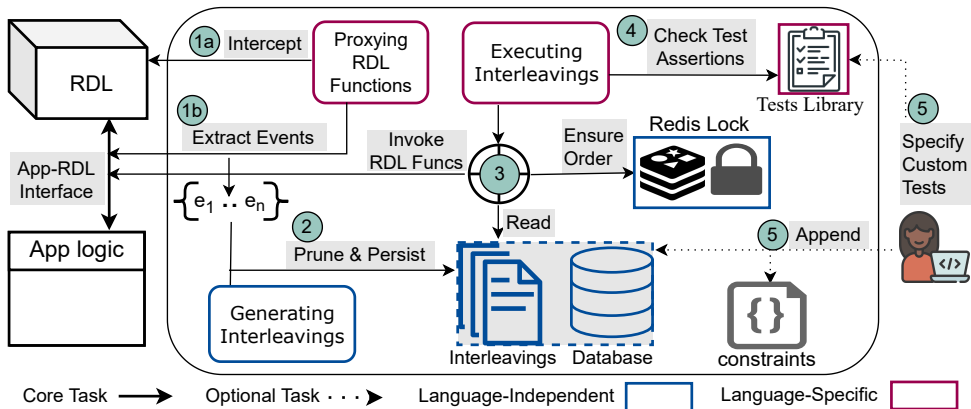 1a
Intercept
RDL
Proxying
RDL
Functions
Executing
Interleavings
4
Check Test
Assertions
Tests Library
1b
Extract Events
5
Specify
Custom
Tests
App-RDL
Interface
Invoke
RDL Funcs
3
Ensure
Order
Redis Lock
{e1 .. en}
2
Prune & Persist
Read
5
Append
App logic
Generating
Interleavings
Interleavings
Database
{ }
constraints
</>
Core Task
Optional Task
Language-Independent
Language-Specific